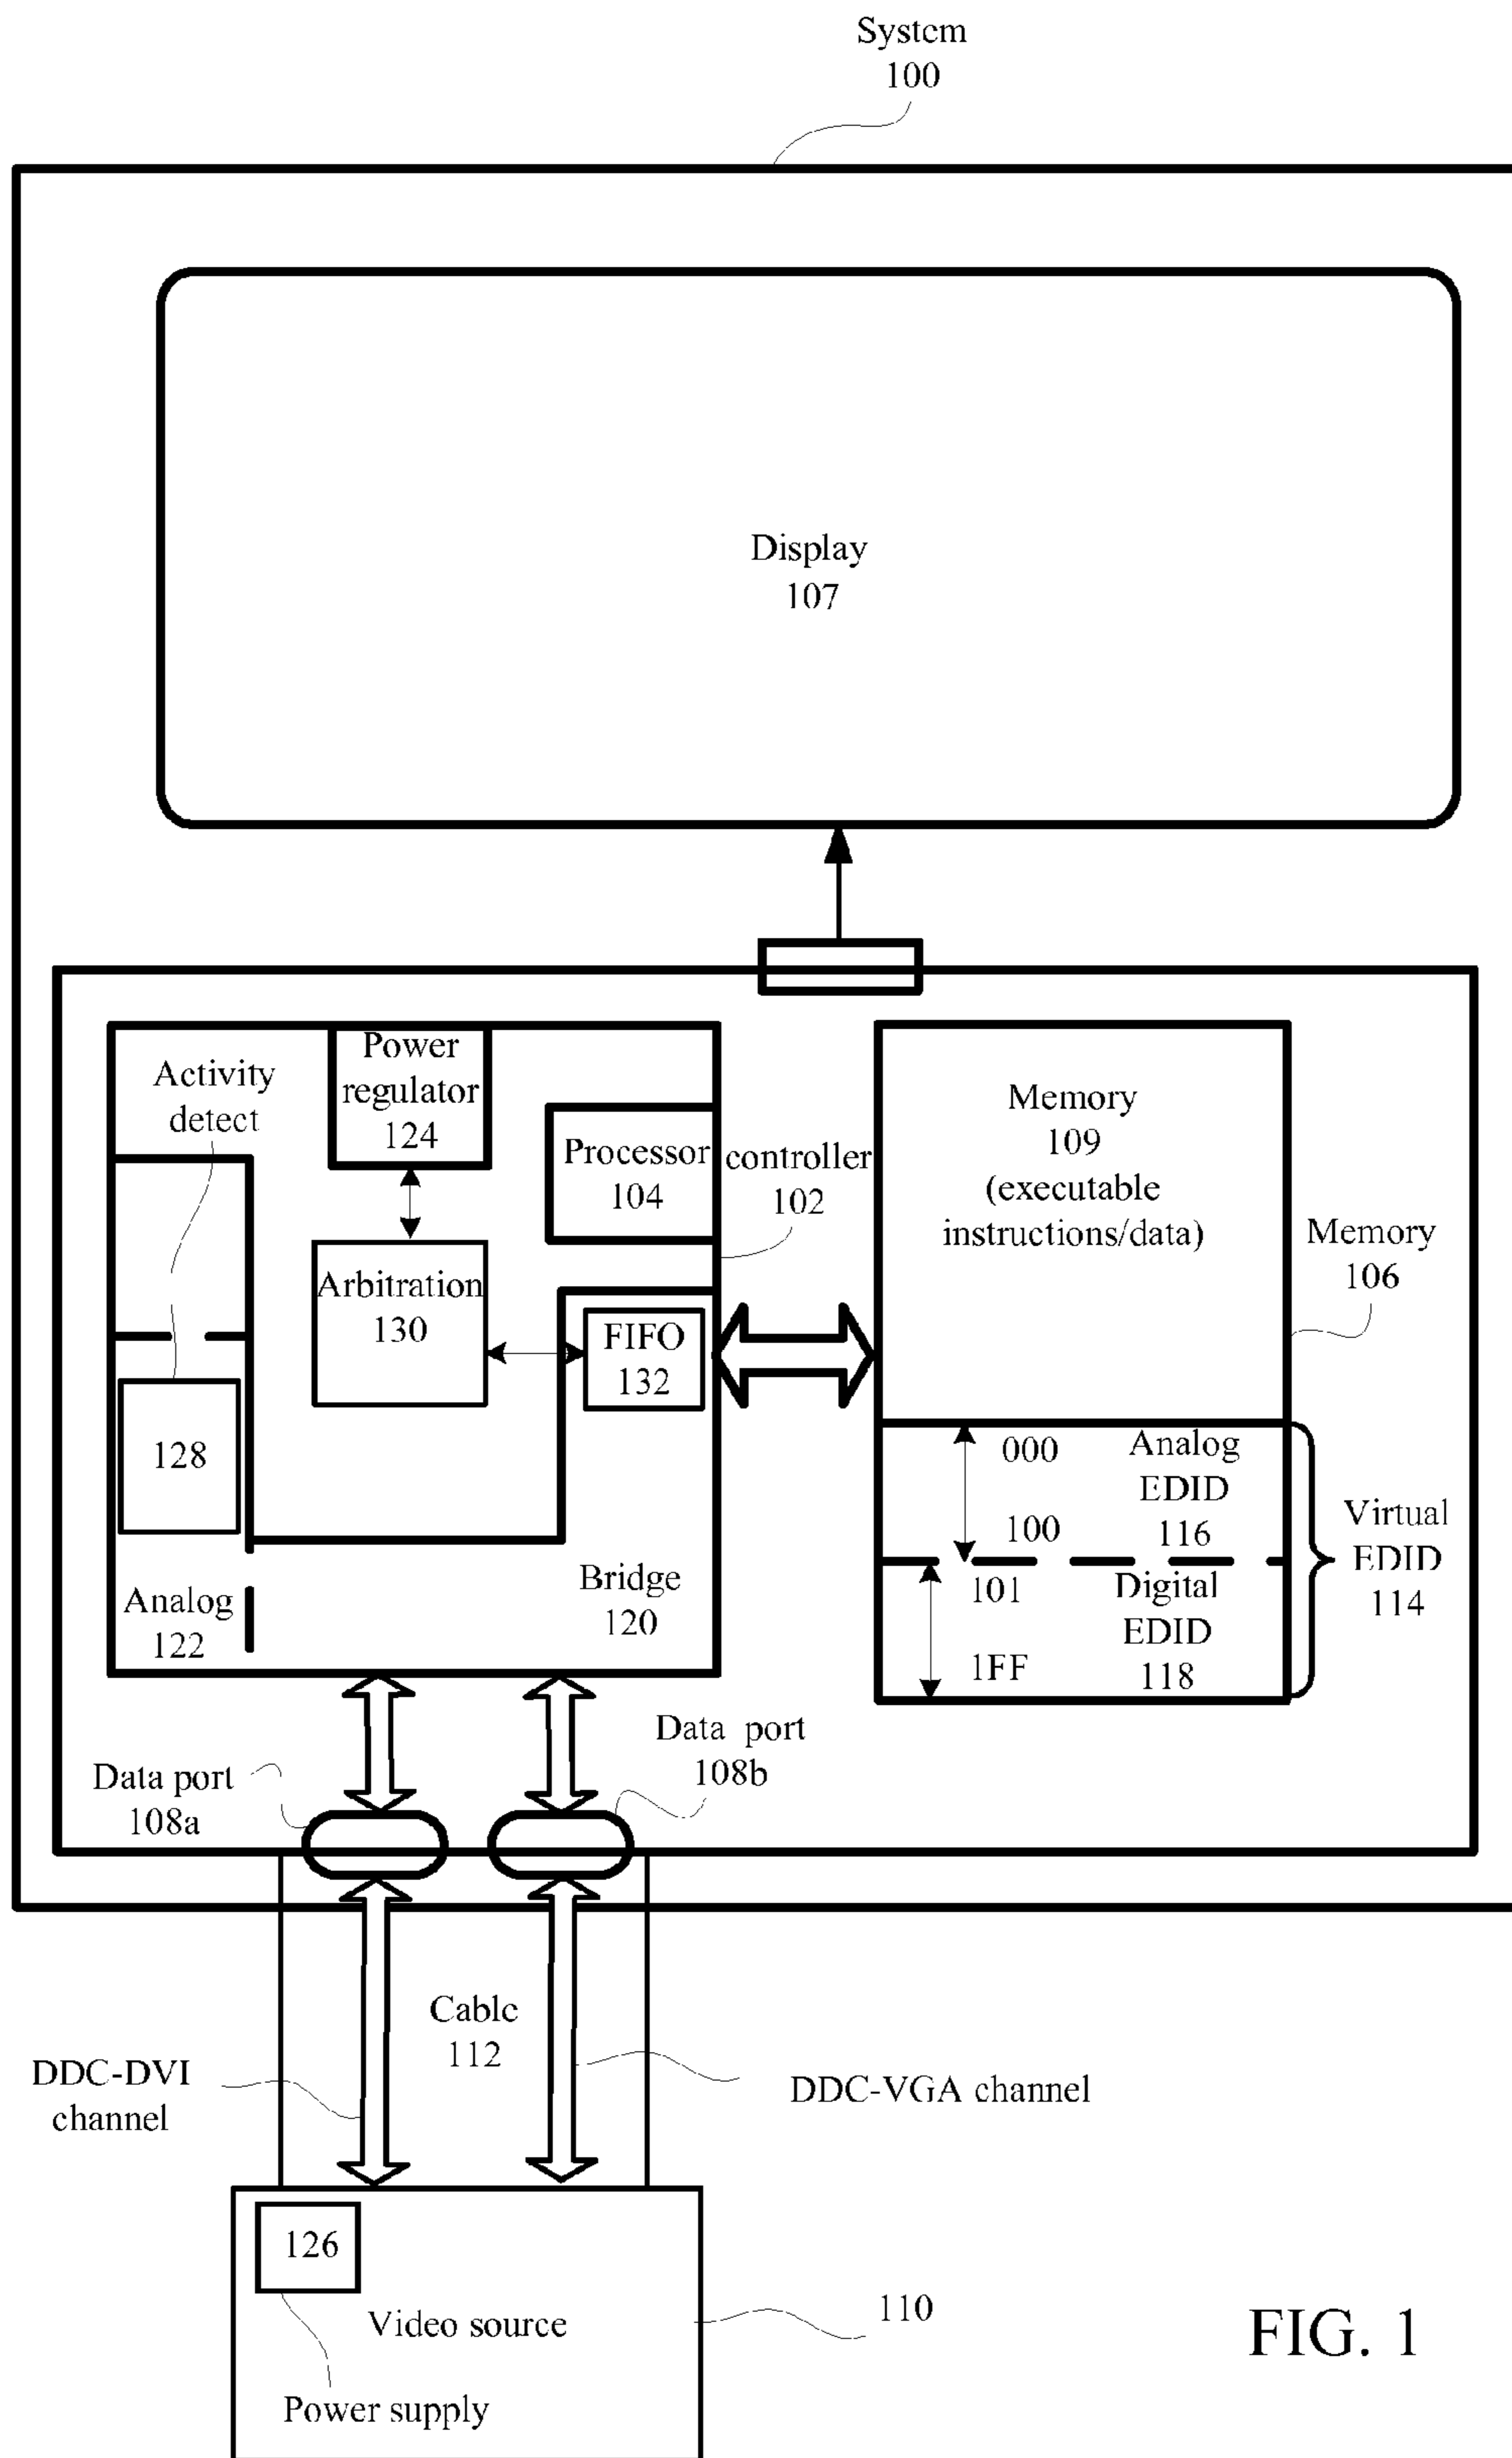 System
100
Display
107
Power
regulator
124
Activity
detect
Processor
104
controller
102
Memory
109
(executable
instructions/data)
Memory
106
Arbitration
130
FIFO
132
128
000
Analog
EDID
116
100
101
Digital
EDID
118
1FF
Virtual
EDID
114
Analog
122
Bridge
120
Data port
108a
Data port
108b
Cable
112
DDC-DVI
channel
DDC-VGA channel
126
Video source
110
Power supply
FIG. 1